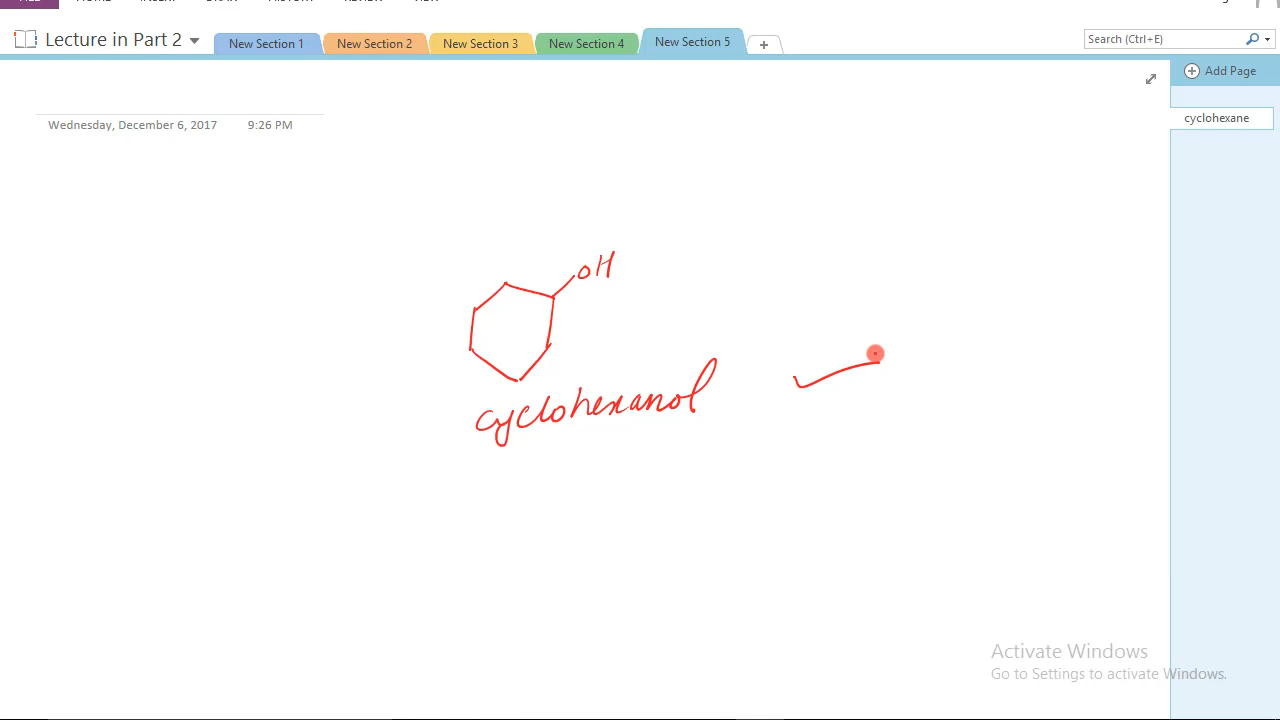 Lecture in Part 2
New Section 1
New Section 2
New Section 3
New Section 4
New Section 5
Search (Ctrl+E)
Add Page
cyclohexane
Wednesday, December 6, 2017 9:26 PM
OH
cyclohexanol
Activate Windows
Go to Settings to activate Windows.